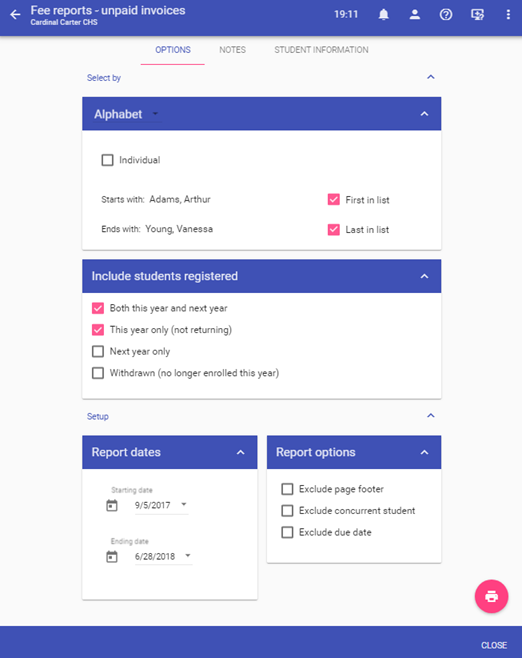 Fee reports - unpaid invoices
Cardinal Carter CHS
19:11
OPTIONS NOTES STUDENT INFORMATION
Select by
Alphabet
Individual
Starts with: Adams, Arthur
First in list
Ends with: Young, Vanessa
Last in list
Include students registered
Both this year and next year
This year only (not returning)
Next year only
Withdrawn (no longer enrolled this year)
Setup
Report dates
Starting date
9/5/2017
Ending date
6/28/2018
Report options
Exclude page footer
Exclude concurrent student
Exclude due date
CLOSE